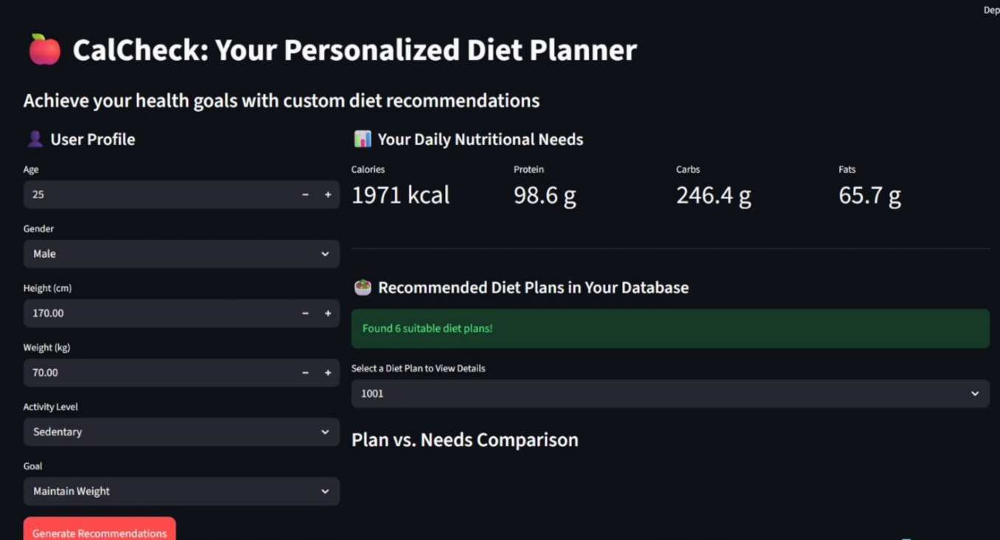 Dep
CalCheck: Your Personalized Diet Planner
Achieve your health goals with custom diet recommendations
User Profile
Age
25
Gender
Male
Height (cm)
170.00
Weight (kg)
70.00
Activity Level
Sedentary
Goal
Maintain Weight
Generate Recommendations
Your Daily Nutritional Needs
Calories
1971 kcal
Protein
98.6 g
Carbs
246.4 g
Fats
65.7 g
Recommended Diet Plans in Your Database
Found 6 suitable diet plans!
Select a Diet Plan to View Details
1001
Plan vs. Needs Comparison